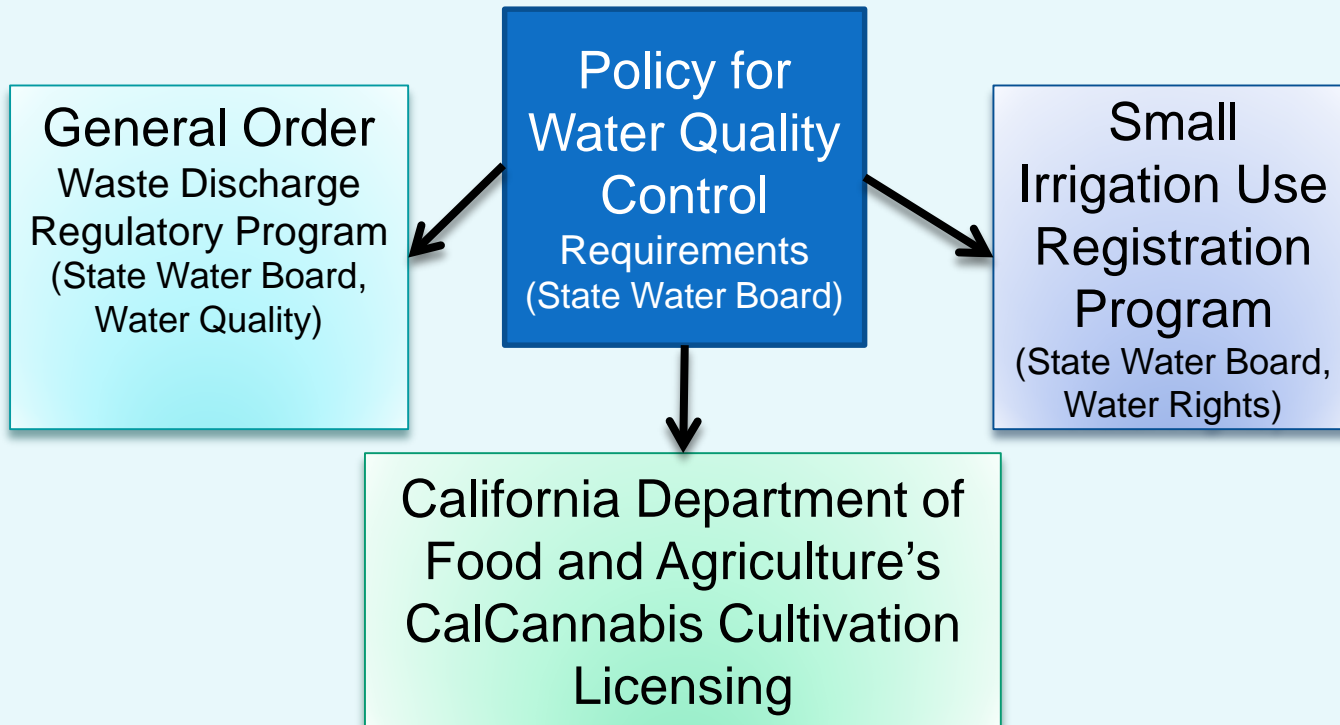 Policy for
Water Quality
Control
Requirements
(State Water Board)
General Order
Waste Discharge
Regulatory Program
(State Water Board,
Water Quality)
Small
Irrigation Use
Registration
Program
(State Water Board,
Water Rights)
California Department of
Food and Agriculture’s
CalCannabis Cultivation
Licensing